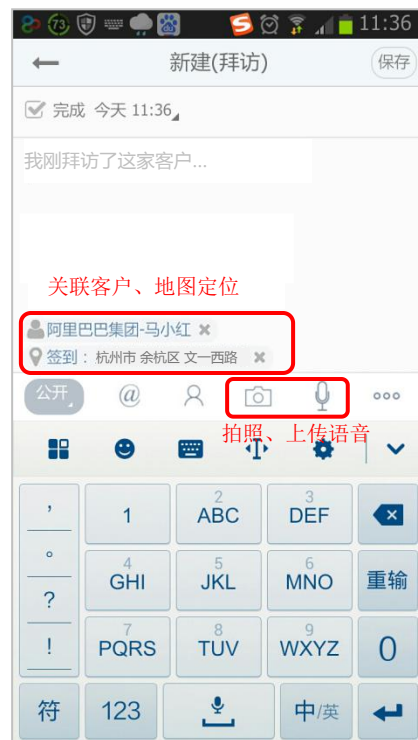 73 11:36
新建(拜访) 保存
完成 今天 11:36
我刚拜访了这家客户...
关联客户、地图定位
阿里巴巴集团-马小红 ×
签到：杭州市 余杭区 文一西路 ×
公开 @
拍照、上传语音
， 1 2 ABC 3 DEF
。 4 GHI 5 JKL 6 MNO 重输
?
! 7 PQRS 8 TUV 9 WXYZ 0
符 123 中/英